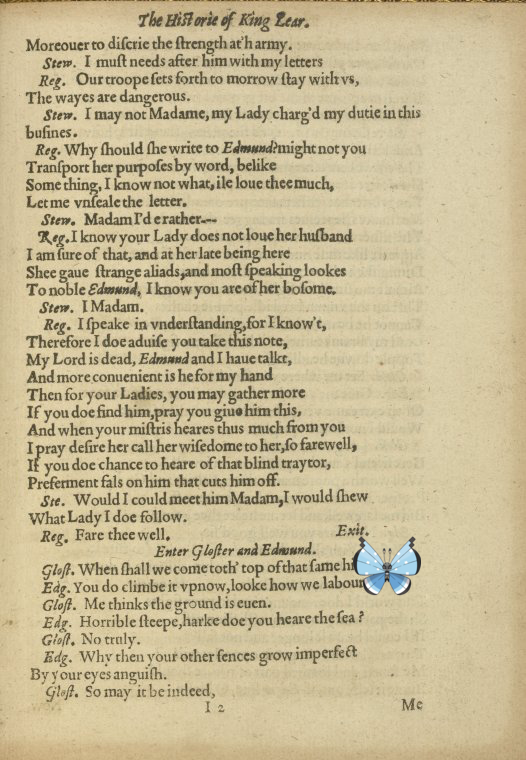 The Historie of King Lear.
Moreouer to discrie the strength at'h army.
Stew. I must needs after him with my letters
Reg. Our troope sets forth to morrow stay with vs,
The wayes are dangerous.
Stew. I may not Madame, my Lady charg'd my dutie in this
busines.
Reg. Why should she write to Edmund? might not you
Transport her purposes by word, belike
Some thing, I know not what, ile loue thee much,
Let me vnseale the letter.
Stew. Madam I'd e rather---
Reg. I know your Lady does not loue her husband
I am sure of that, and at her late being here
Shee gaue strange aliads, and most speaking lookes
To noble Edmund, I know you are of her bosome.
Stew. I Madam.
Reg. I speake in vnderstanding, for I know't,
Therefore I doe aduise you take this note,
My Lord is dead, Edmund and I haue talkt,
And more conuenient is he for my hand
Then for your Ladies, you may gather more
If you doe find him, pray you giue him this,
And when your mistris heares thus much from you
I pray desire her call her wisedome to her, so farewell,
If you doe chance to heare of that blind traytor,
Preferment fals on him that cuts him off.
Ste. Would I could meet him Madam, I would shew
What Lady I doe follow.
Reg. Fare thee well. Exit.
Enter Gloster and Edmund.
Glost. When shall we come toth' top of that same
Edg. You do climbe it vpnow, looke how we labour
Glost. Me thinks the ground is euen.
Edg. Horrible steepe, harke doe you heare the sea?
Glost. No truly.
Edg. Why then your other sences grow imperfect
By your eyes anguish.
Glost. So may it be indeed,
I 2 Me